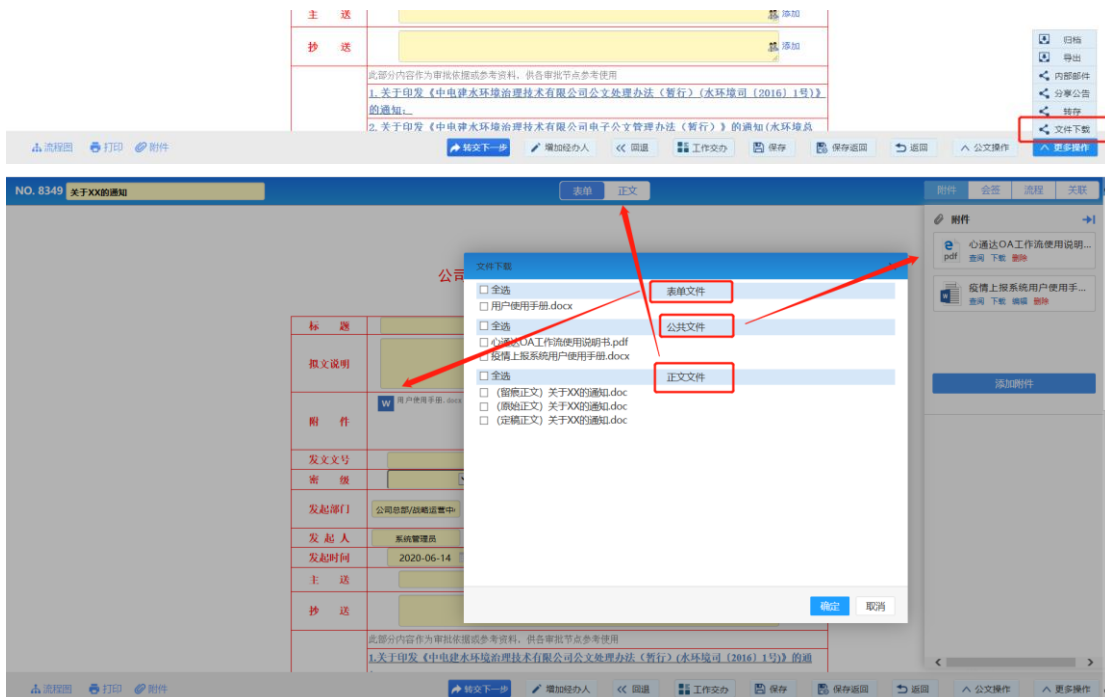 主 送
添加
抄 送
添加
此部分内容作为审批依据或参考资料、供各审批节点参考使用
1.关于印发《中电建水环境治理技术有限公司公文处理办法（暂行）(水环境司〔2016〕1号)》
的通知；
2.关于印发《中电建水环境治理技术有限公司电子公文管理办法（暂行）》的通知(水环境总
归档
导出
内部邮件
分享公告
转存
文件下载
流程图 打印 附件
转交下一步 增加经办人 回退 工作交办 保存 保存返回 返回 公文操作 更多操作
NO. 8349 关于XX的通知
表单 正文
附件 会签 流程 关联
附件
心通达OA工作流使用说明...
pdf 查阅 下载 删除
疫情上报系统用户使用手...
查阅 下载 编辑 删除
添加附件
公司
标 题
拟文说明
用户使用手册.docx
附 件
发文文号
密 级
发起部门 公司总部/战略运营中
发 起 人 系统管理员
发起时间 2020-06-14
主 送
抄 送
文件下载
全选 表单文件
用户使用手册.docx
全选 公共文件
心通达OA工作流使用说明书.pdf
疫情上报系统用户使用手册.docx
全选 正文文件
（留痕正文）关于XX的通知.doc
（原始正文）关于XX的通知.doc
（定稿正文）关于XX的通知.doc
确定 取消
此部分内容作为审批依据或参考资料、供各审批节点参考使用
1.关于印发《中电建水环境治理技术有限公司公文处理办法（暂行）(水环境司〔2016〕1号)》的通
流程图 打印 附件
转交下一步 增加经办人 回退 工作交办 保存 保存返回 返回 公文操作 更多操作